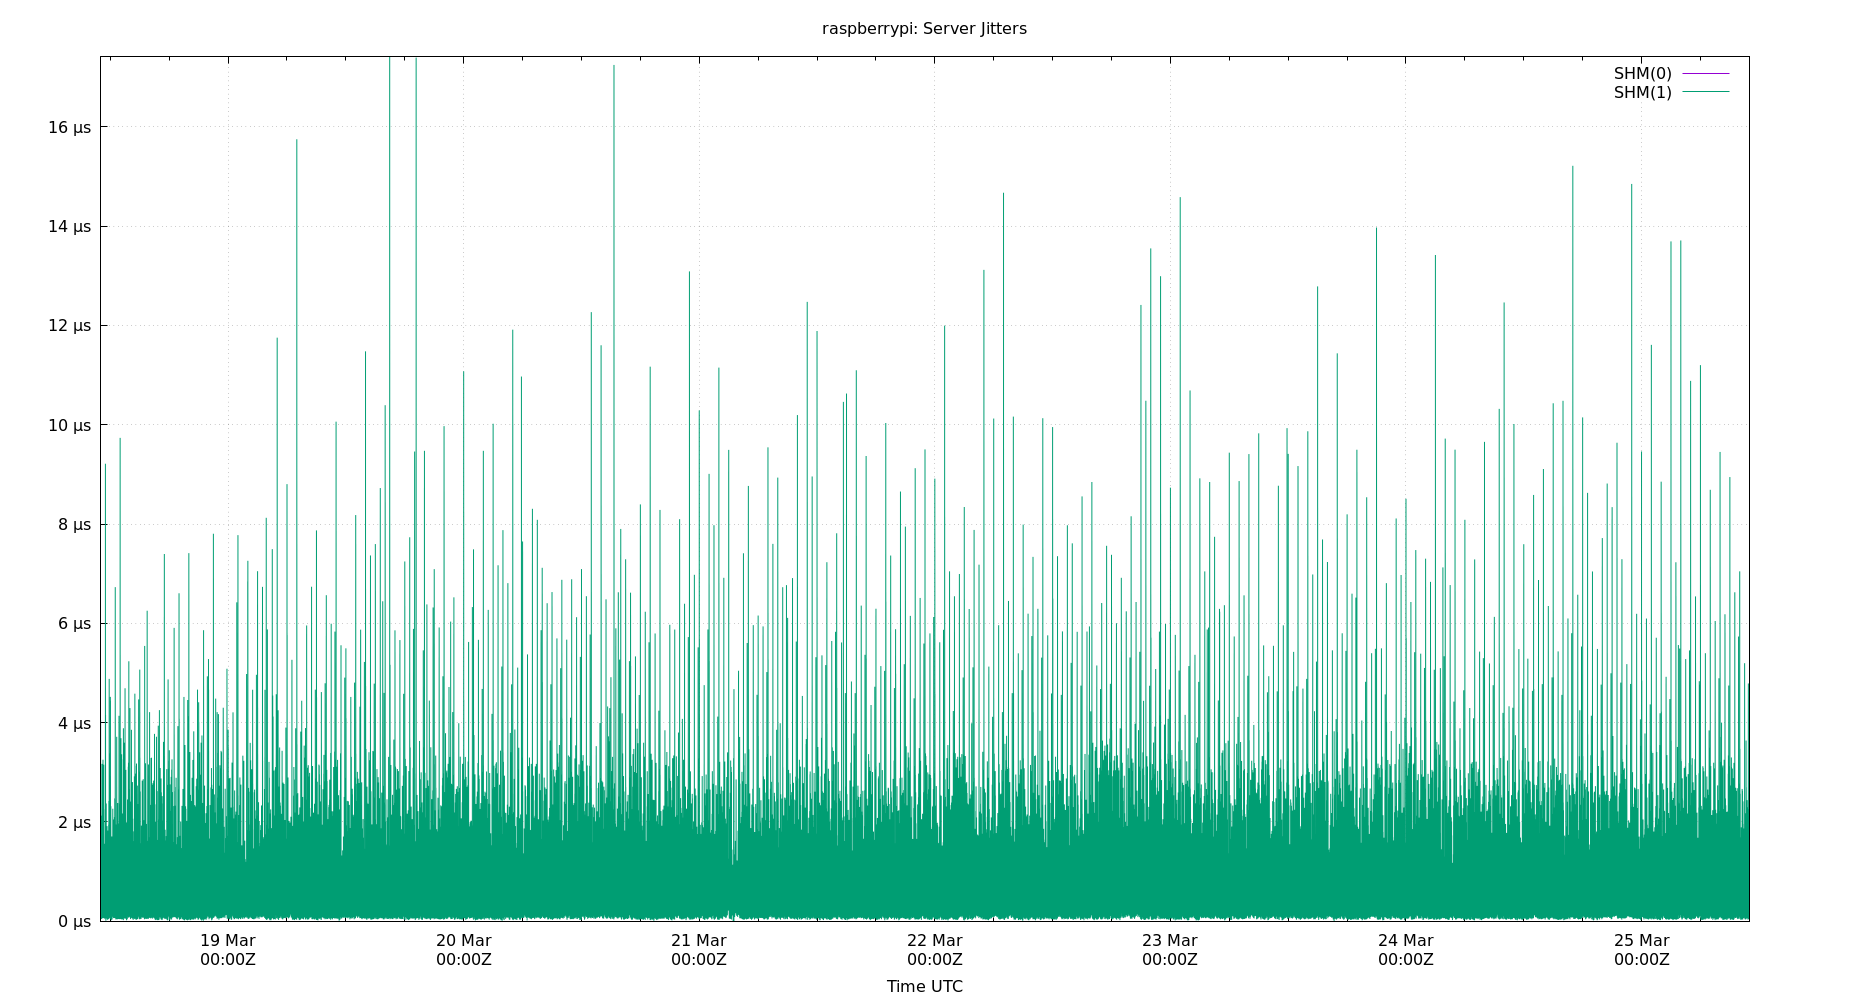 raspberrypi: Server Jitters
SHM(0)
SHM(1)
16 µs
14 µs
12 µs
10 µs
8 µs
6 µs
4 µs
2 µs
0 µs
19 Mar 20 Mar 21 Mar 22 Mar 23 Mar 24 Mar 25 Mar
00:00Z 00:00Z 00:00Z 00:00Z 00:00Z 00:00Z 00:00Z
Time UTC